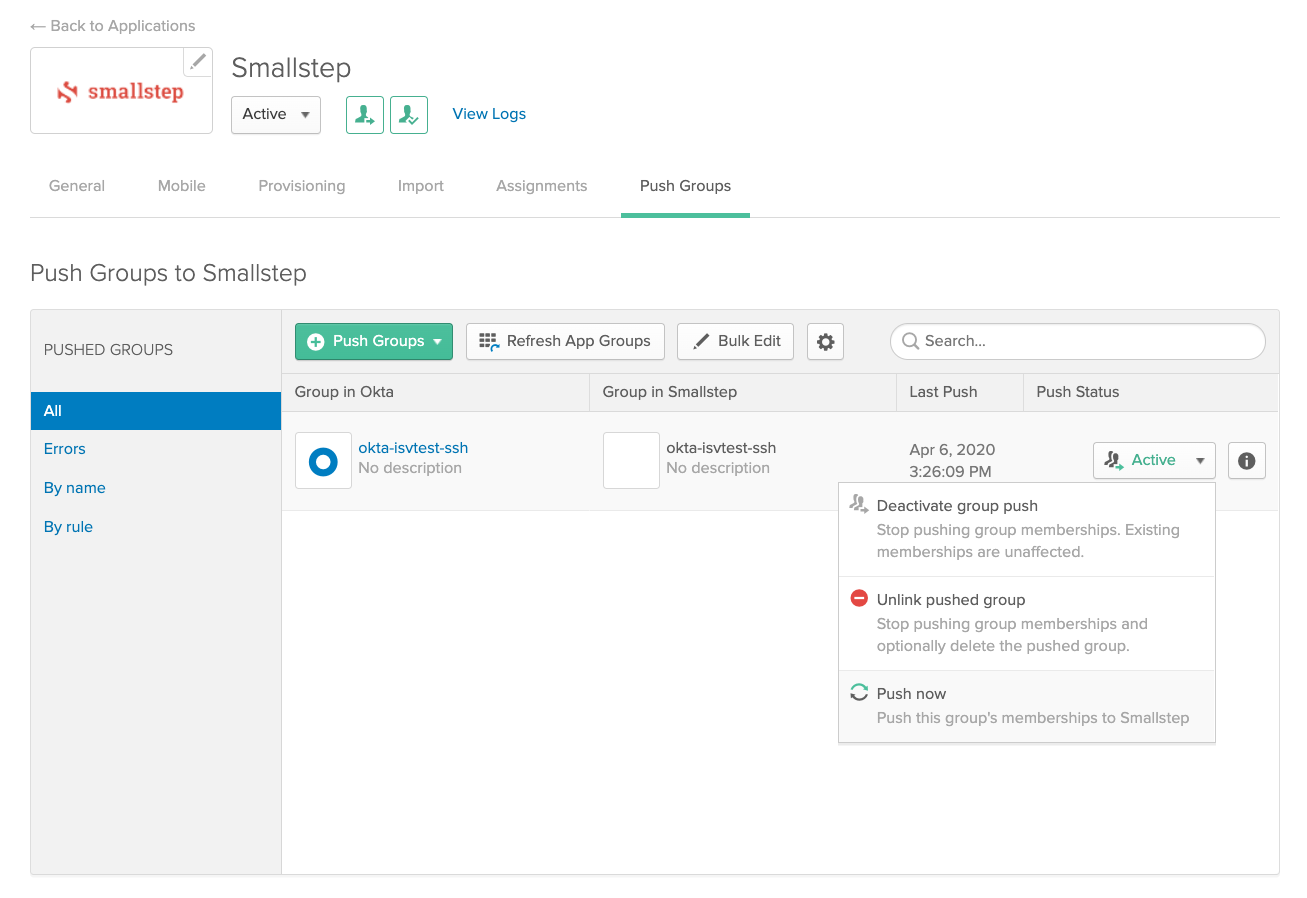 ← Back to Applications
smallstep
Smallstep
Active
View Logs
General Mobile Provisioning Import Assignments Push Groups
Push Groups to Smallstep
PUSHED GROUPS
All
Errors
By name
By rule
Push Groups Refresh App Groups Bulk Edit Search...
Group in Okta Group in Smallstep Last Push Push Status
okta-isvtest-ssh
No description
okta-isvtest-ssh
No description
Apr 6, 2020
3:26:09 PM
Active
Deactivate group push
Stop pushing group memberships. Existing
memberships are unaffected.
Unlink pushed group
Stop pushing group memberships and
optionally delete the pushed group.
Push now
Push this group's memberships to Smallstep